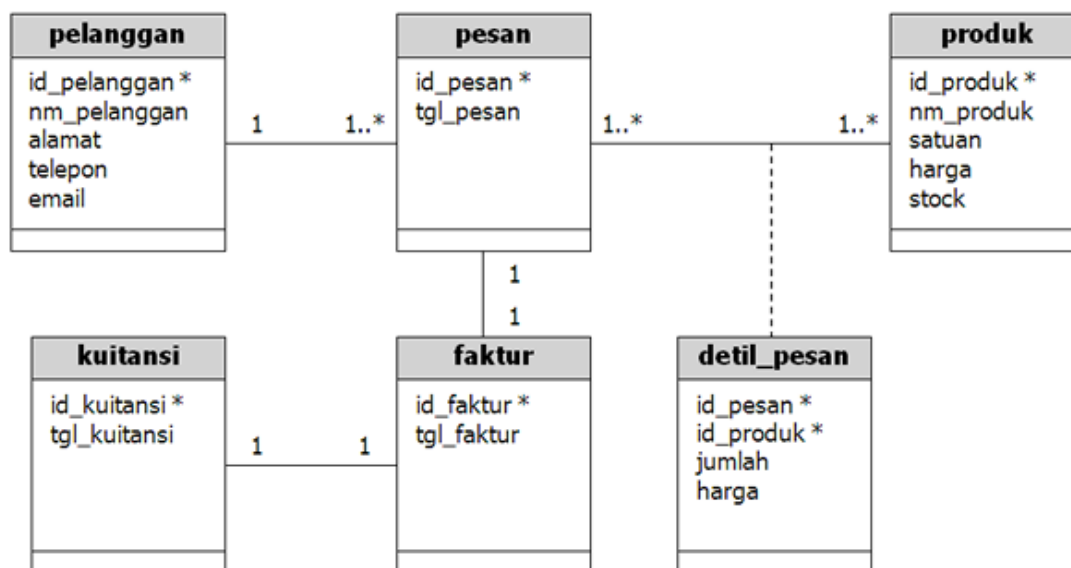 pelanggan
id_pelanggan *
nm_pelanggan
alamat
telepon
email
1
1..*
pesan
id_pesan *
tgl_pesan
1..*
1..*
produk
id_produk *
nm_produk
satuan
harga
stock
1
1
kuitansi
id_kuitansi *
tgl_kuitansi
1
1
faktur
id_faktur *
tgl_faktur
detil_pesan
id_pesan *
id_produk *
jumlah
harga